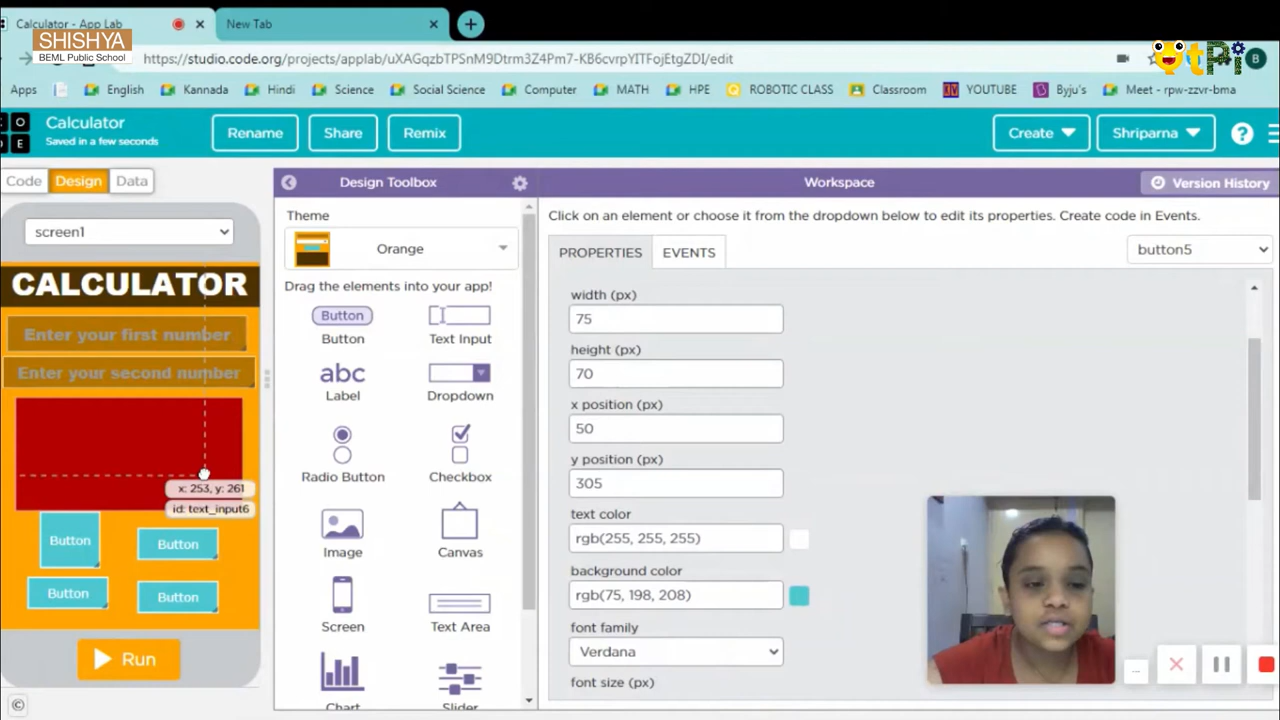 Calculator - App Lab
New Tab
SHISHYA
BEML Public School
https://studio.code.org/projects/applab/uXAGqzbTPSnM9Dtrm3Z4Pm7-KB6cvrpYITFojEtgZDI/edit
B
Apps English Kannada Hindi Science Social Science Computer MATH HPE ROBOTIC CLASS Classroom YOUTUBE Byju's Meet - rpw-zzvr-bma
C O
D E
Calculator
Saved in a few seconds
Rename
Share
Remix
Create
Shriparna
?
Code
Design
Data
Design Toolbox
Workspace
Version History
screen1
CALCULATOR
Enter your first number
Enter your second number
x: 253, y: 261
id: text_input6
Button
Button
Button
Button
Run
©
Theme
Orange
Drag the elements into your app!
Button
Button
Text Input
abc
Label
Dropdown
Radio Button
Checkbox
Image
Canvas
Screen
Text Area
Chart
Slider
Click on an element or choose it from the dropdown below to edit its properties. Create code in Events.
PROPERTIES
EVENTS
button5
width (px)
75
height (px)
70
x position (px)
50
y position (px)
305
text color
rgb(255, 255, 255)
background color
rgb(75, 198, 208)
font family
Verdana
font size (px)